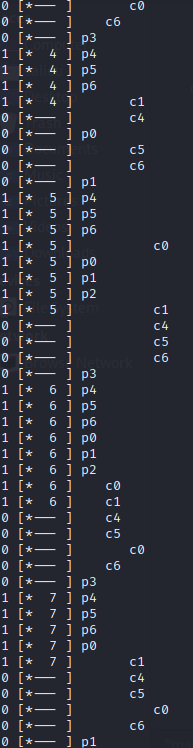 0 [*——— ]       c0
0 [*——— ]    c6
0 [*——— ] p3
1 [*  4 ] p4
1 [*  4 ] p5
1 [*  4 ] p6
1 [*  4 ]       c1
0 [*——— ]       c4
0 [*——— ] p0
0 [*——— ]       c5
0 [*——— ]       c6
0 [*——— ] p1
1 [*  5 ] p4
1 [*  5 ] p5
1 [*  5 ] p6
1 [*  5 ]          c0
1 [*  5 ] p0
1 [*  5 ] p1
1 [*  5 ] p2
1 [*  5 ]          c1
0 [*——— ]          c4
0 [*——— ]          c5
0 [*——— ]          c6
0 [*——— ] p3
1 [*  6 ] p4
1 [*  6 ] p5
1 [*  6 ] p6
1 [*  6 ] p0
1 [*  6 ] p1
1 [*  6 ] p2
1 [*  6 ]    c0
1 [*  6 ]    c1
0 [*——— ]    c4
0 [*——— ]    c5
0 [*——— ]       c0
0 [*——— ]    c6
0 [*——— ] p3
1 [*  7 ] p4
1 [*  7 ] p5
1 [*  7 ] p6
1 [*  7 ] p0
1 [*  7 ]       c1
0 [*——— ]       c4
0 [*——— ]       c5
0 [*——— ]          c0
0 [*——— ]       c6
0 [*——— ] p1